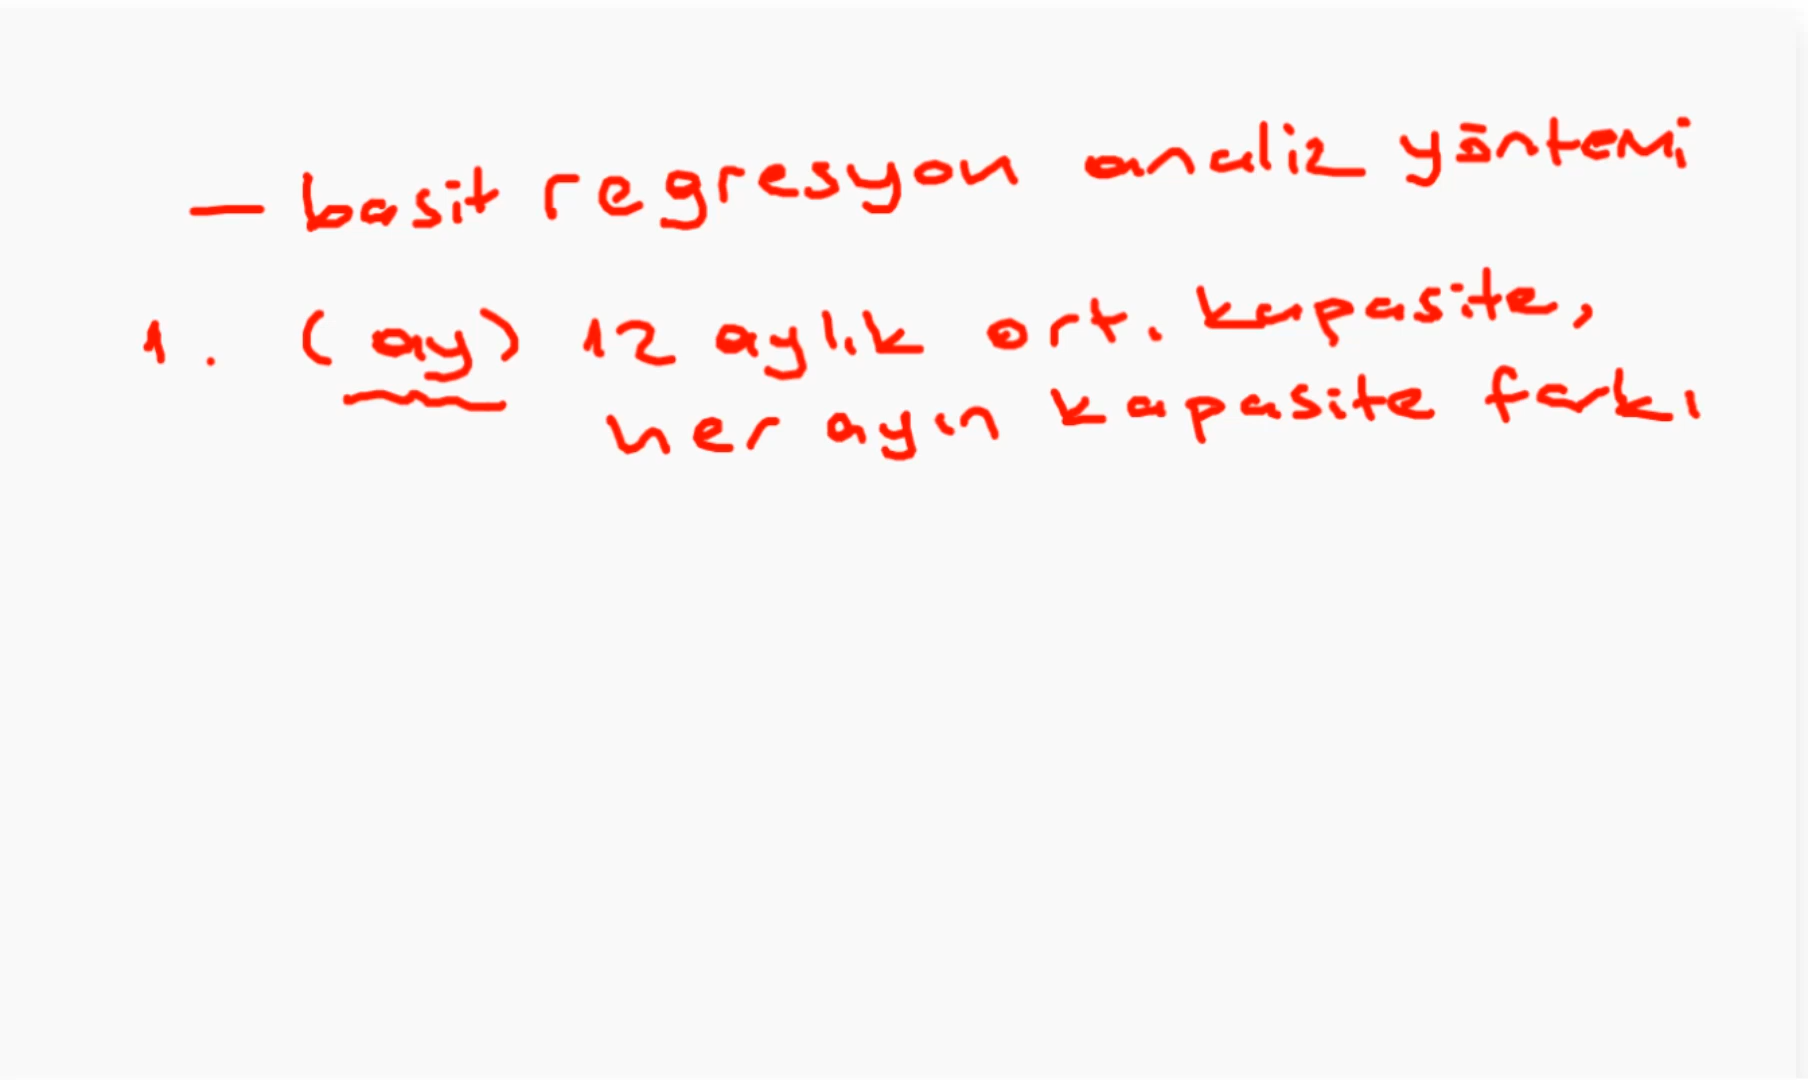 — basit regresyon analiz yöntemi
1. (ay) 12 aylık ort. kapasite,
her ayın kapasite farkı